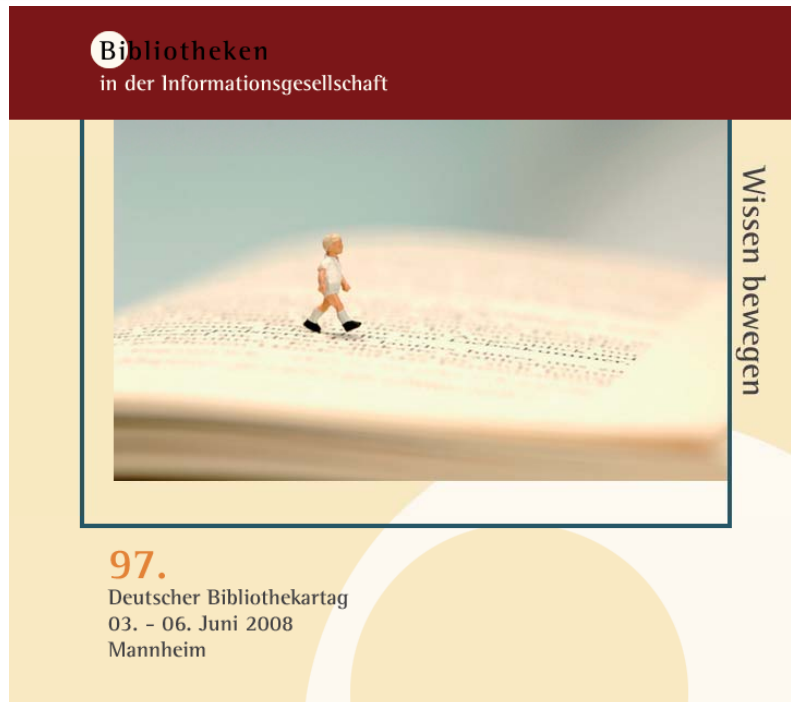 Bibliotheken
in der Informationsgesellschaft
Wissen bewegen
97.
Deutscher Bibliothekartag
03. - 06. Juni 2008
Mannheim